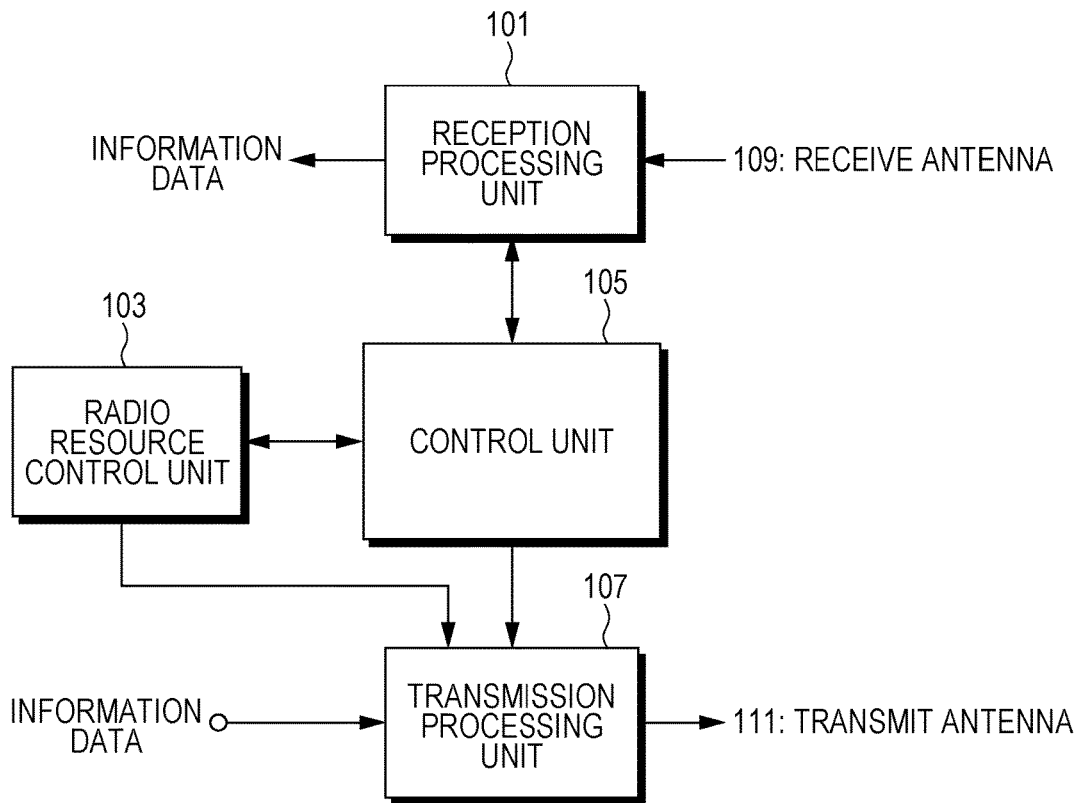 101
RECEPTION
PROCESSING
UNIT
INFORMATION
DATA
109: RECEIVE ANTENNA
105
103
RADIO
RESOURCE
CONTROL UNIT
CONTROL UNIT
107
TRANSMISSION
PROCESSING
UNIT
INFORMATION
DATA
111: TRANSMIT ANTENNA